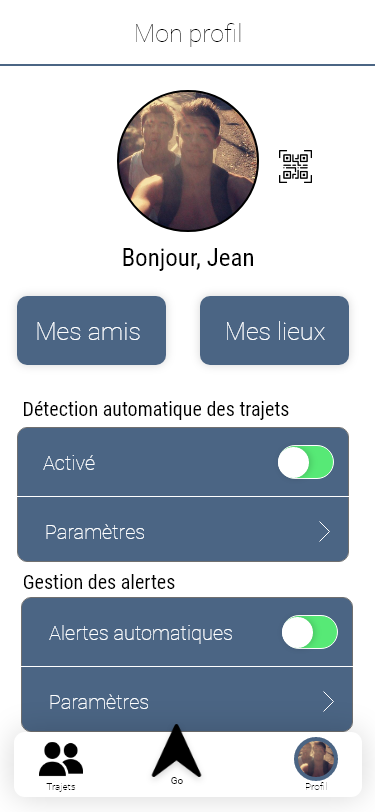 Mon profil
Bonjour, Jean
Mes amis
Mes lieux
Détection automatique des trajets
Activé
Paramètres
Gestion des alertes
Alertes automatiques
Paramètres
Trajets
Go
Profil